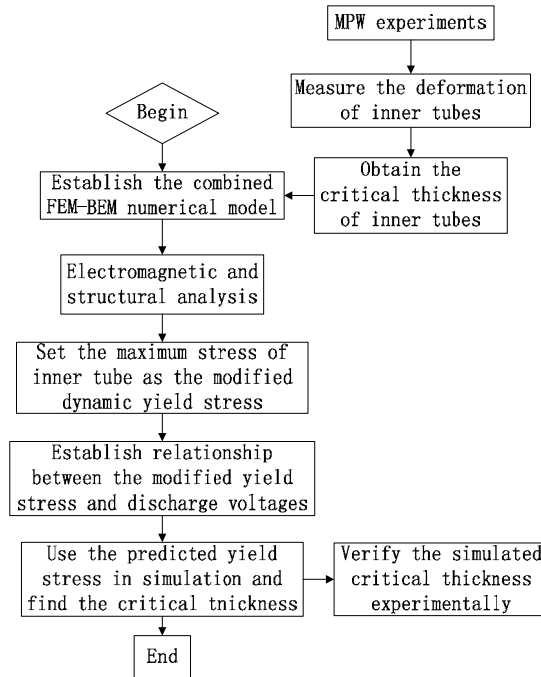 MPW experiments
Measure the deformation
of inner tubes
Obtain the
critical thickness
of inner tubes
Begin
Establish the combined
FEM-BEM numerical model
Electromagnetic and
structural analysis
Set the maximum stress of
inner tube as the modified
dynamic yield stress
Establish relationship
between the modified yield
stress and discharge voltages
Use the predicted yield
stress in simulation and
find the critical tnickness
Verify the simulated
critical thickness
experimentally
End